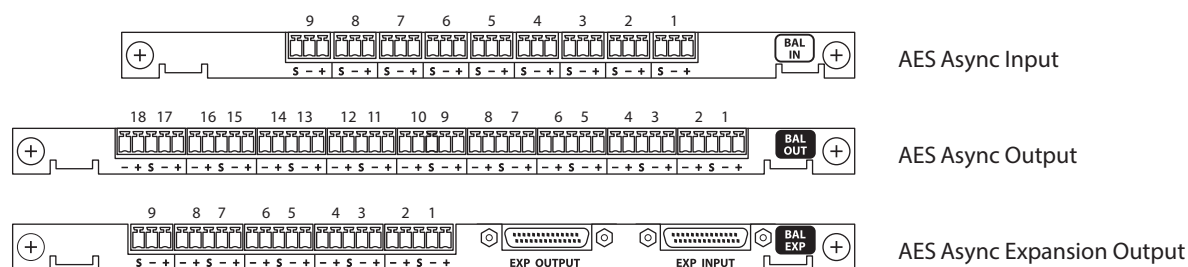 9 8 7 6 5 4 3 2 1
BAL
IN
S – + S – + S – + S – + S – + S – + S – + S – + S – +
AES Async Input
18 17 16 15 14 13 12 11 10 9 8 7 6 5 4 3 2 1
BAL
OUT
– + S – + – + S – + – + S – + – + S – + – + S – + – + S – + – + S – + – + S – + – + S – +
AES Async Output
9 8 7 6 5 4 3 2 1
BAL
EXP
S – + – + S – + – + S – + – + S – + – + S – +
EXP OUTPUT EXP INPUT
AES Async Expansion Output